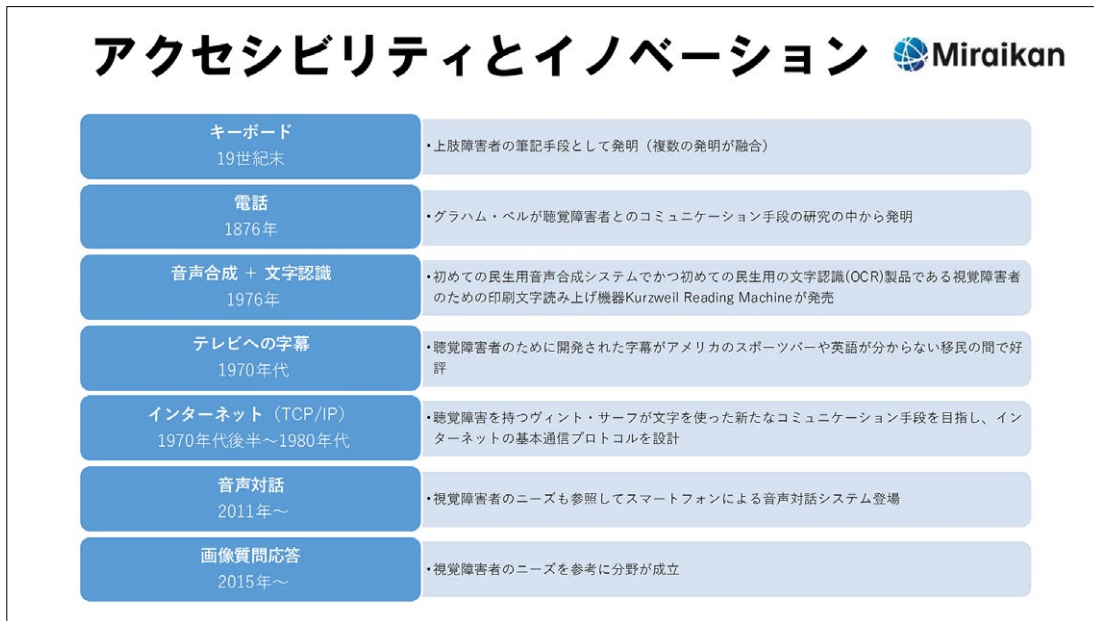 アクセシビリティとイノベーション
Miraikan
キーボード
19世紀末
・上肢障害者の筆記手段として発明（複数の発明が融合）
電話
1876年
・グラハム・ベルが聴覚障害者とのコミュニケーション手段の研究の中から発明
音声合成 + 文字認識
1976年
・初めての民生用音声合成システムでかつ初めての民生用の文字認識(OCR)製品である視覚障害者
のための印刷文字読み上げ機器Kurzweil Reading Machineが発売
テレビへの字幕
1970年代
・聴覚障害者のために開発された字幕がアメリカのスポーツバーや英語が分からない移民の間で好
評
インターネット（TCP/IP）
1970年代後半～1980年代
・聴覚障害を持つヴィント・サーフが文字を使った新たなコミュニケーション手段を目指し、イン
ターネットの基本通信プロトコルを設計
音声対話
2011年～
・視覚障害者のニーズも参照してスマートフォンによる音声対話システム登場
画像質問応答
2015年～
・視覚障害者のニーズを参考に分野が成立